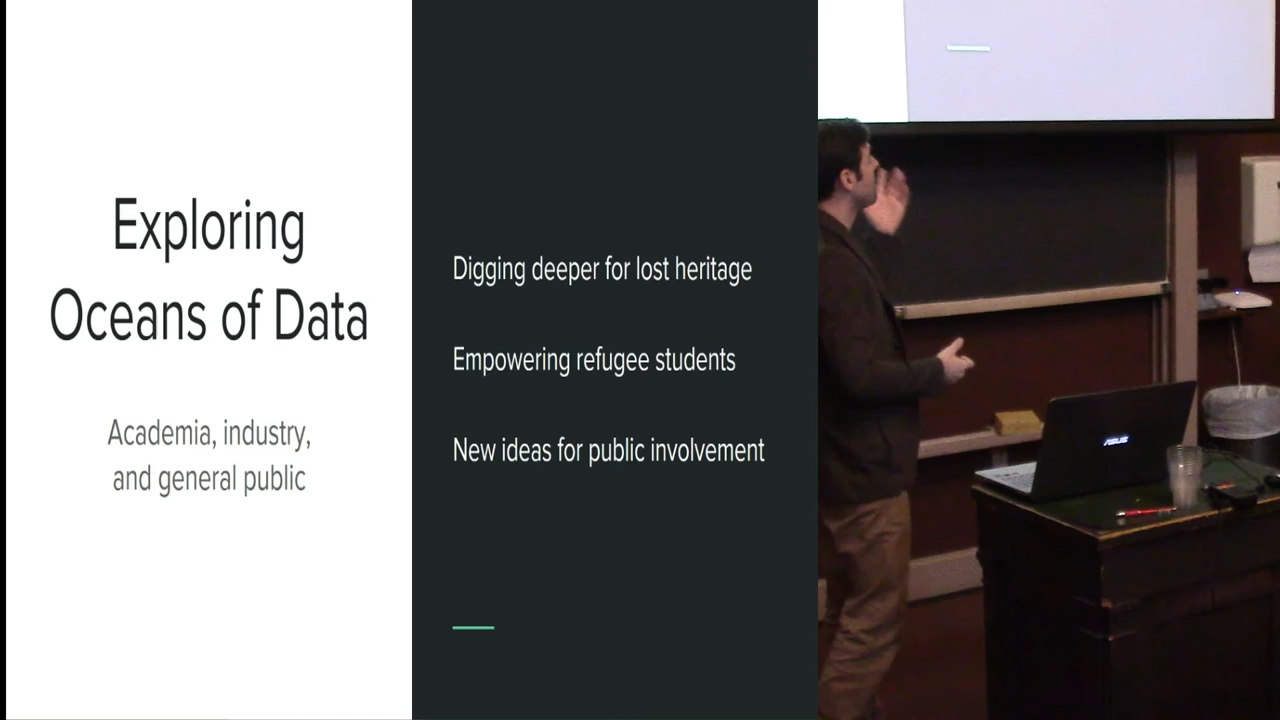 Exploring
Oceans of Data
Academia, industry,
and general public
Digging deeper for lost heritage
Empowering refugee students
New ideas for public involvement
ASUS